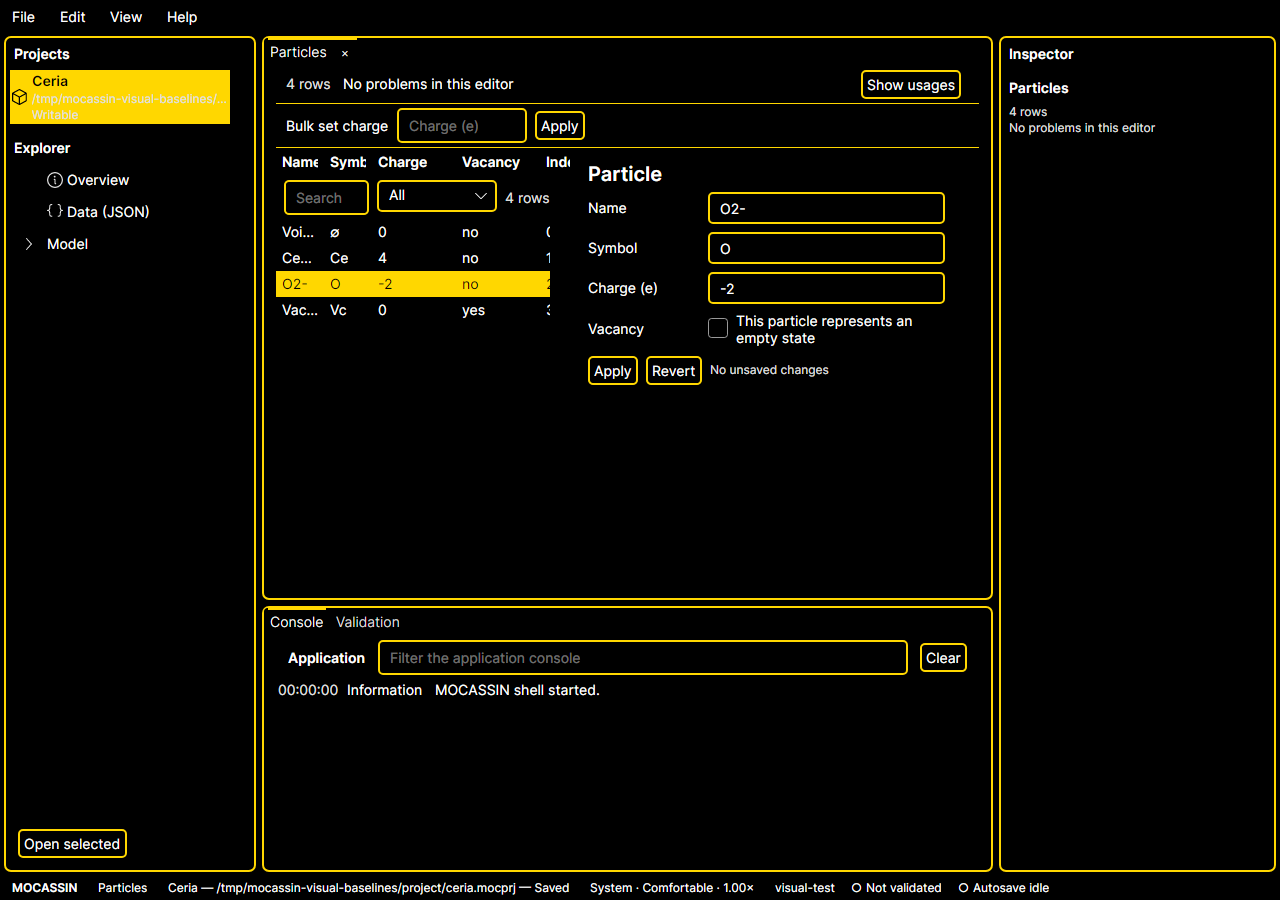 File Edit View Help
Projects
Ceria
/tmp/mocassin-visual-baselines/...
Writable
Explorer
Overview
Data (JSON)
Model
Open selected
Particles ×
4 rows No problems in this editor Show usages
Bulk set charge Charge (e) Apply
Name Symb Charge Vacancy Inde
Search All 4 rows
Voi... ø 0 no 0
Ce... Ce 4 no 1
O2- O -2 no 2
Vac... Vc 0 yes 3
Particle
Name O2-
Symbol O
Charge (e) -2
Vacancy This particle represents an
empty state
Apply Revert No unsaved changes
Console Validation
Application Filter the application console Clear
00:00:00 Information MOCASSIN shell started.
Inspector
Particles
4 rows
No problems in this editor
MOCASSIN Particles Ceria — /tmp/mocassin-visual-baselines/project/ceria.mocprj — Saved System · Comfortable · 1.00× visual-test Not validated Autosave idle